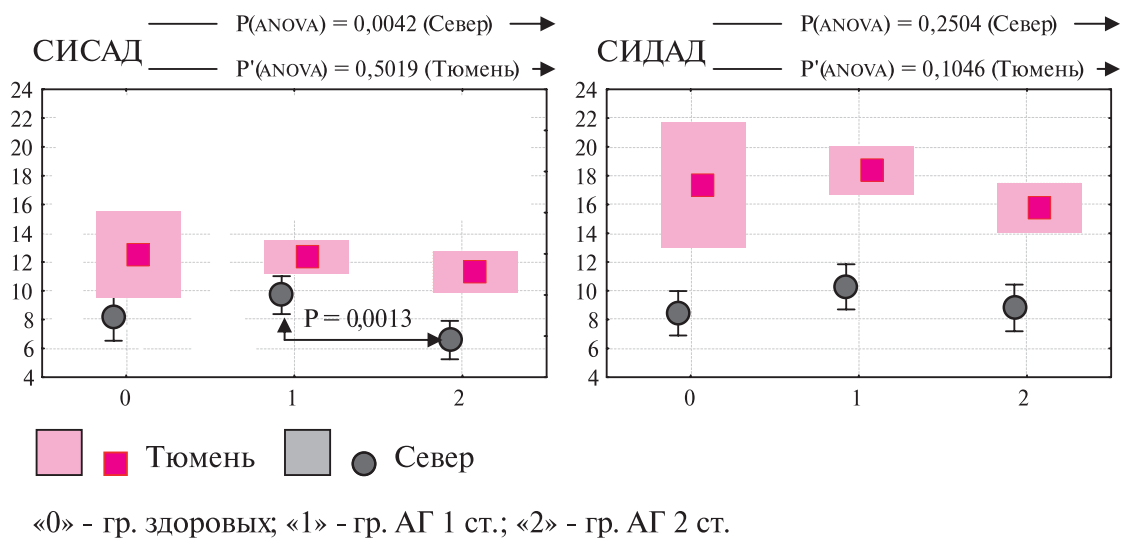 P(ANOVA) = 0,0042 (Север)
СИСАД
P'(ANOVA) = 0,5019 (Тюмень)
24
22
20
18
16
14
12
10
8
6
4
P = 0,0013
0 1 2
P(ANOVA) = 0,2504 (Север)
СИДАД
P'(ANOVA) = 0,1046 (Тюмень)
24
22
20
18
16
14
12
10
8
6
4
0 1 2
Тюмень Север
«0» - гр. здоровых; «1» - гр. АГ 1 ст.; «2» - гр. АГ 2 ст.